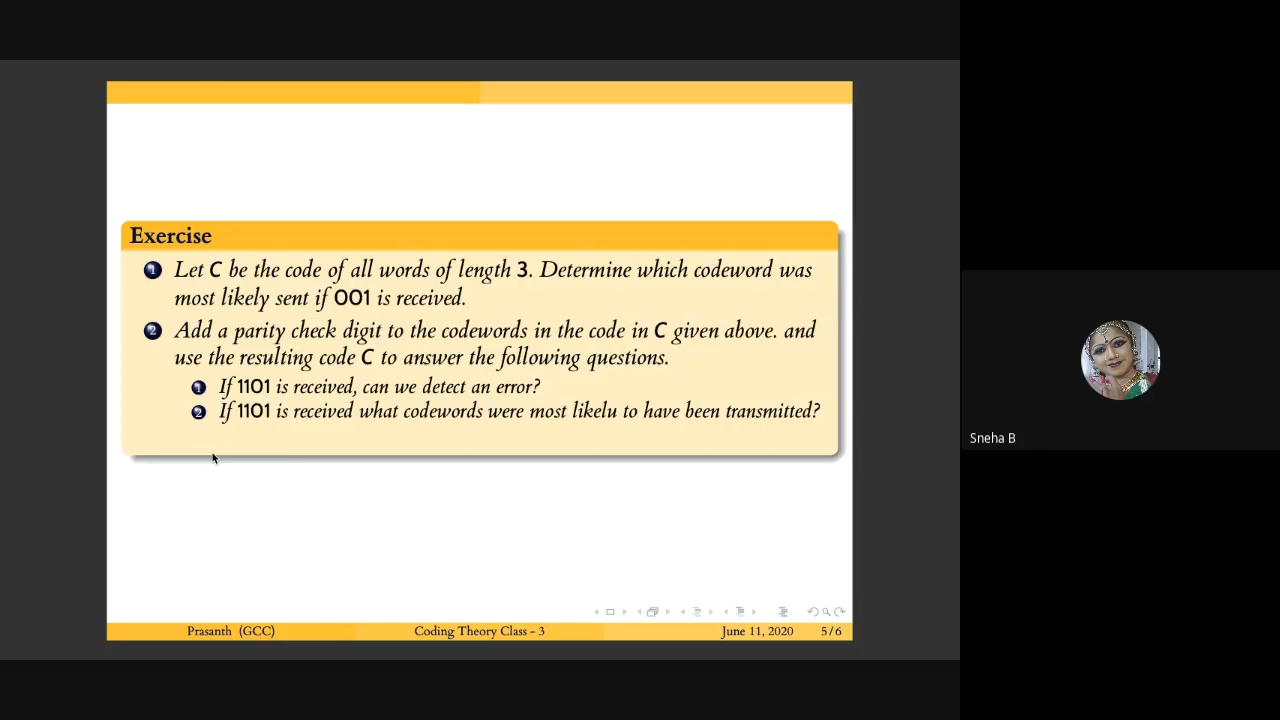 Exercise
1 Let C be the code of all words of length 3. Determine which codeword was
most likely sent if 001 is received.
2 Add a parity check digit to the codewords in the code in C given above. and
use the resulting code C to answer the following questions.
1 If 1101 is received, can we detect an error?
2 If 1101 is received what codewords were most likelu to have been transmitted?
Sneha B
Prasanth (GCC) Coding Theory Class - 3 June 11, 2020 5/6